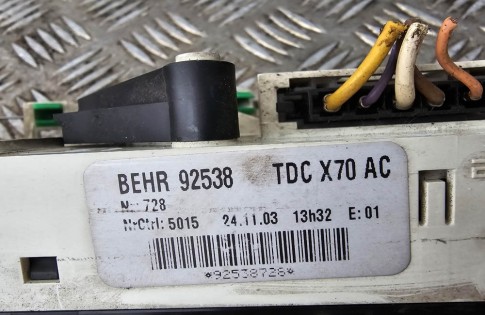 BEHR 92538 TDC X70 AC
N.: 728
NrCtrl: 5015 24.11.03 13h32 E: 01
*92538728*